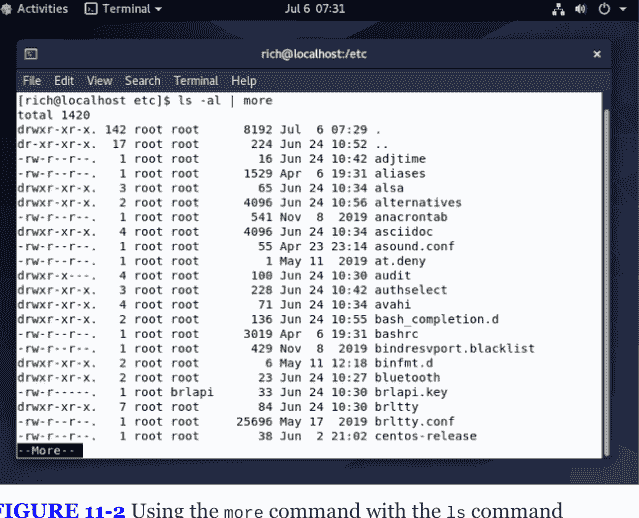 Activities Terminal Jul 6 07:31
rich@localhost:/etc ×
File Edit View Search Terminal Help
[rich@localhost etc]$ ls -al | more
total 1420
drwxr-xr-x. 142 root root 8192 Jul 6 07:29 .
dr-xr-xr-x. 17 root root 224 Jun 24 10:52 ..
-rw-r--r--. 1 root root 16 Jun 24 10:42 adjtime
-rw-r--r--. 1 root root 1529 Apr 6 19:31 aliases
drwxr-xr-x. 3 root root 65 Jun 24 10:34 alsa
drwxr-xr-x. 2 root root 4096 Jun 24 10:56 alternatives
-rw-r--r--. 1 root root 541 Nov 8 2019 anacrontab
drwxr-xr-x. 4 root root 4096 Jun 24 10:34 asciidoc
-rw-r--r--. 1 root root 55 Apr 23 23:14 asound.conf
-rw-r--r--. 1 root root 1 May 11 2019 at.deny
drwxr-x---. 4 root root 100 Jun 24 10:30 audit
drwxr-xr-x. 3 root root 228 Jun 24 10:42 authselect
drwxr-xr-x. 4 root root 71 Jun 24 10:34 avahi
drwxr-xr-x. 2 root root 136 Jun 24 10:55 bash_completion.d
-rw-r--r--. 1 root root 3019 Apr 6 19:31 bashrc
-rw-r--r--. 1 root root 429 Nov 8 2019 bindresvport.blacklist
drwxr-xr-x. 2 root root 6 May 11 12:18 binfmt.d
drwxr-xr-x. 2 root root 23 Jun 24 10:27 bluetooth
-rw-r-----. 1 root brlapi 33 Jun 24 10:30 brlapi.key
drwxr-xr-x. 7 root root 84 Jun 24 10:30 brltty
-rw-r--r--. 1 root root 25696 May 17 2019 brltty.conf
-rw-r--r--. 1 root root 38 Jun 2 21:02 centos-release
--More--
FIGURE 11-2 Using the more command with the ls command